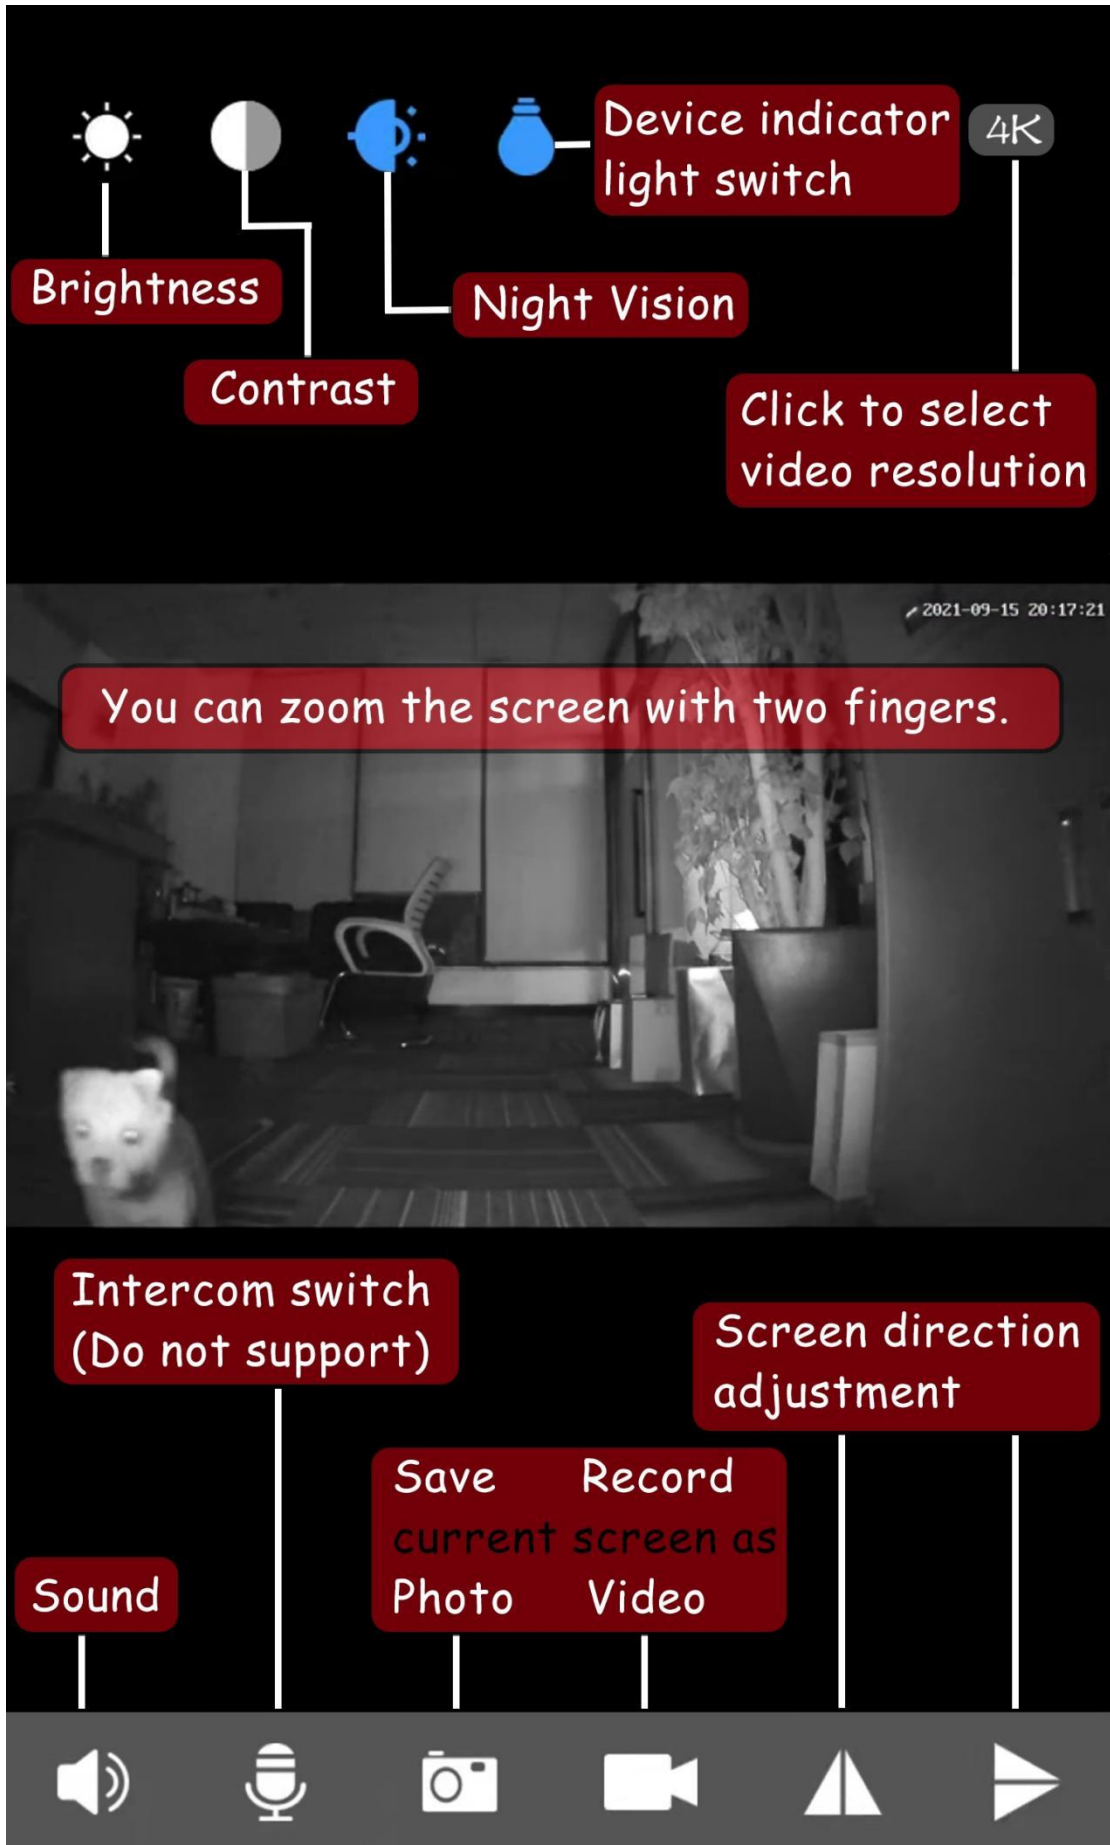 Device indicator
light switch
4K
Brightness
Night Vision
Contrast
Click to select
video resolution
2021-09-15 20:17:21
You can zoom the screen with two fingers.
Intercom switch
(Do not support)
Screen direction
adjustment
Save Record
current screen as
Photo Video
Sound